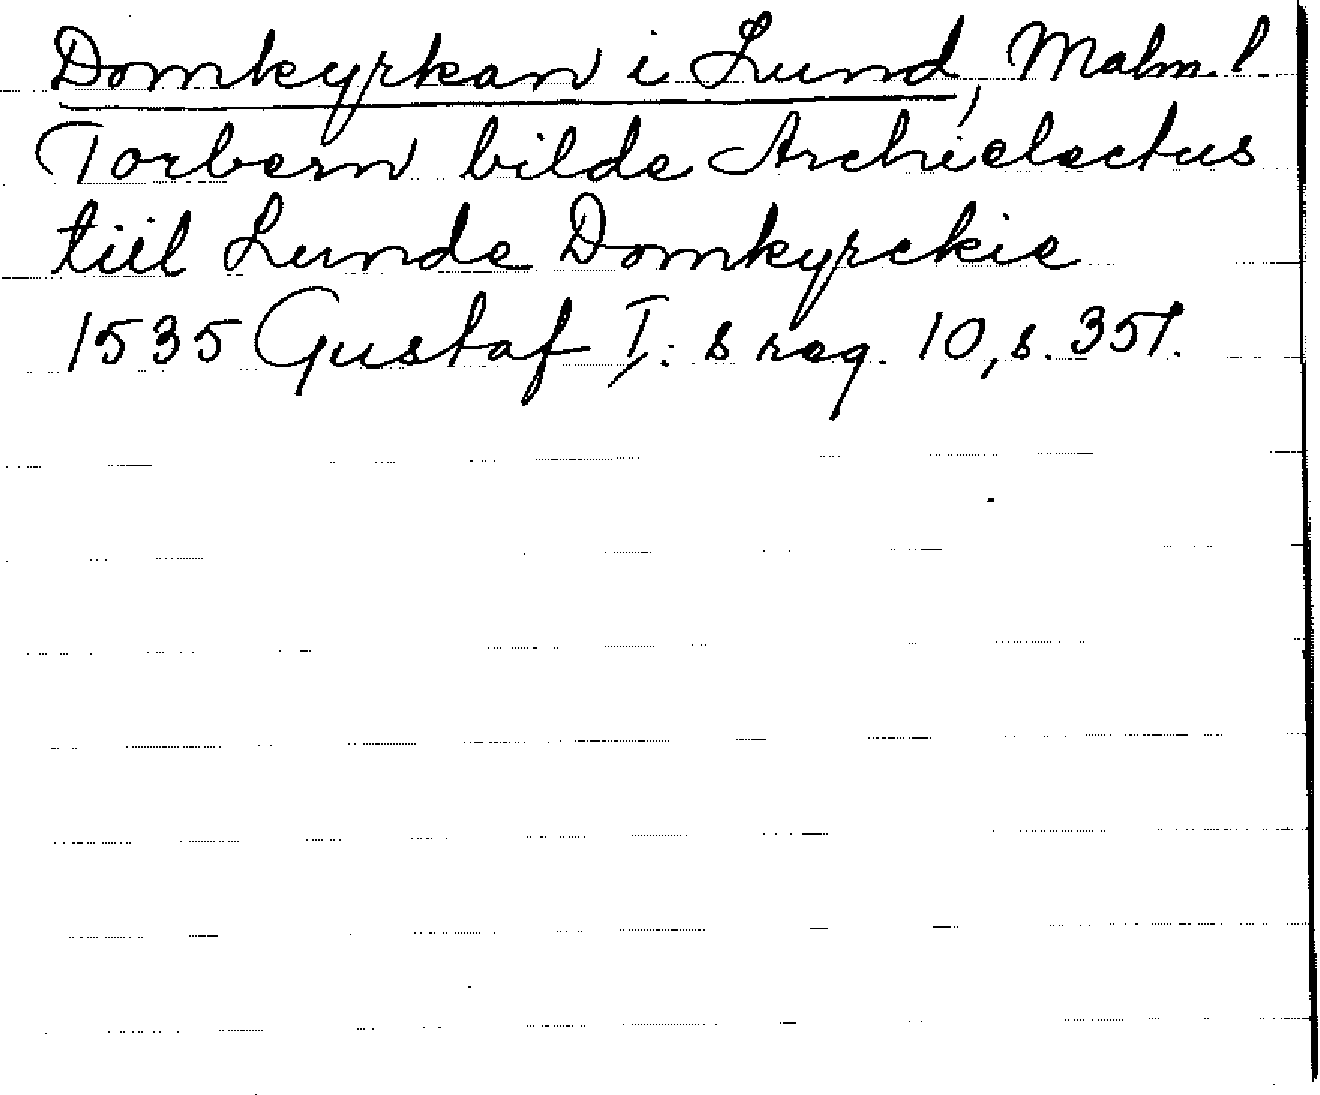 Domkyrkan i Lund, Malm. l
Torbern bilde Archielectus
tiil Lunde Domkyrckie
1535 Gustaf I: s reg. 10, s. 351.